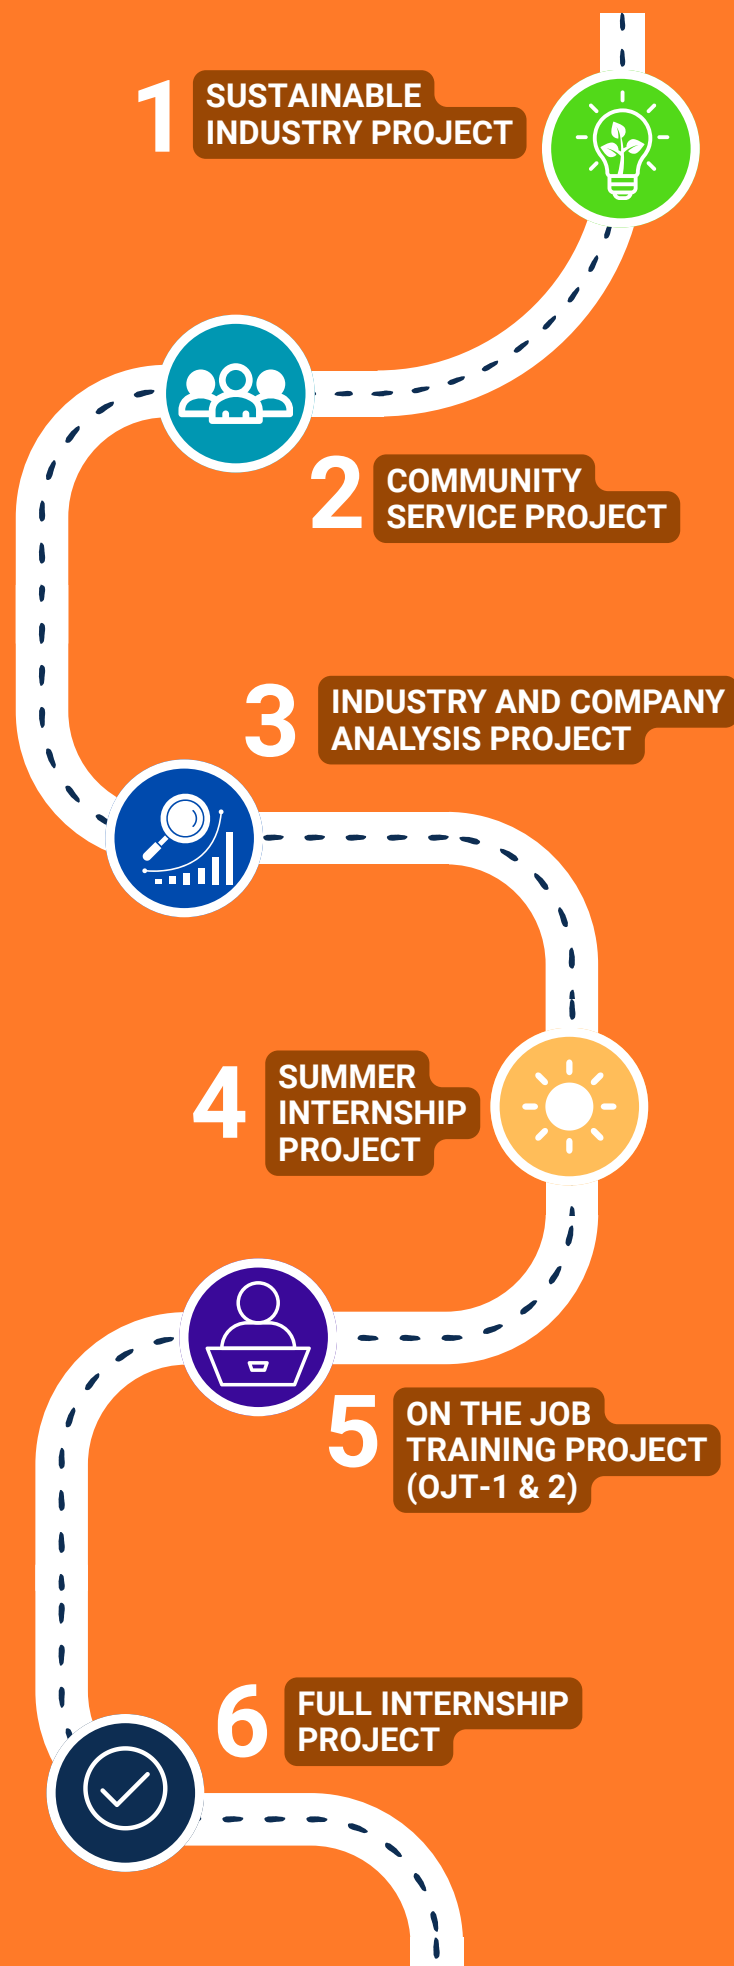 1
SUSTAINABLE
INDUSTRY PROJECT
2
COMMUNITY
SERVICE PROJECT
3
INDUSTRY AND COMPANY
ANALYSIS PROJECT
4
SUMMER
INTERNSHIP
PROJECT
5
ON THE JOB
TRAINING PROJECT
(OJT-1 & 2)
6
FULL INTERNSHIP
PROJECT